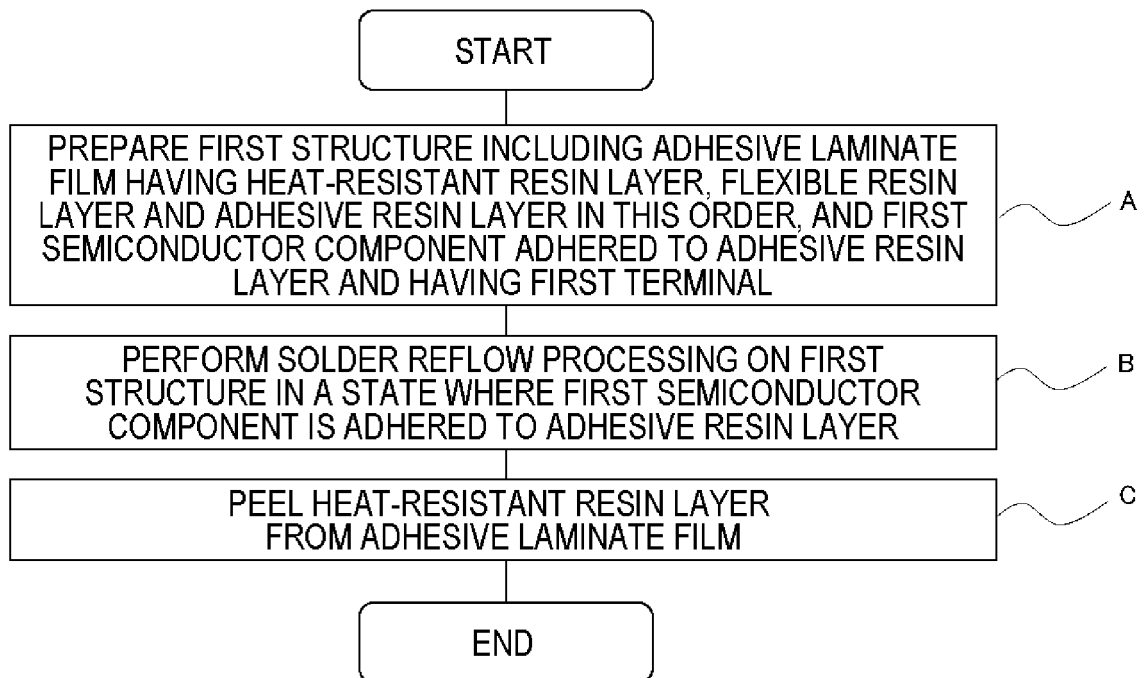 START
PREPARE FIRST STRUCTURE INCLUDING ADHESIVE LAMINATE
FILM HAVING HEAT-RESISTANT RESIN LAYER, FLEXIBLE RESIN
LAYER AND ADHESIVE RESIN LAYER IN THIS ORDER, AND FIRST
SEMICONDUCTOR COMPONENT ADHERED TO ADHESIVE RESIN
LAYER AND HAVING FIRST TERMINAL
A
PERFORM SOLDER REFLOW PROCESSING ON FIRST
STRUCTURE IN A STATE WHERE FIRST SEMICONDUCTOR
COMPONENT IS ADHERED TO ADHESIVE RESIN LAYER
B
PEEL HEAT-RESISTANT RESIN LAYER
FROM ADHESIVE LAMINATE FILM
C
END